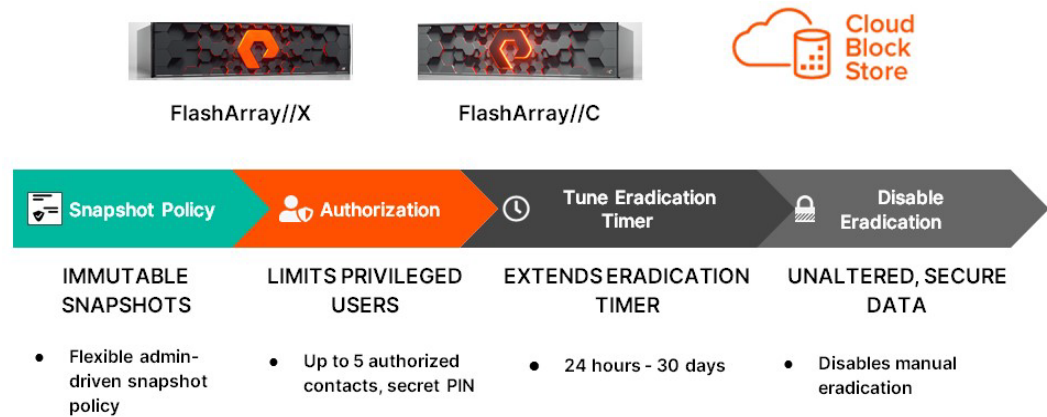 Cloud
Block
Store
FlashArray//X
FlashArray//C
Snapshot Policy
Authorization
Tune Eradication
Timer
Disable
Eradication
IMMUTABLE
SNAPSHOTS
LIMITS PRIVILEGED
USERS
EXTENDS ERADICATION
TIMER
UNALTERED, SECURE
DATA
● Flexible admin-
driven snapshot
policy
● Up to 5 authorized
contacts, secret PIN
● 24 hours - 30 days
● Disables manual
eradication